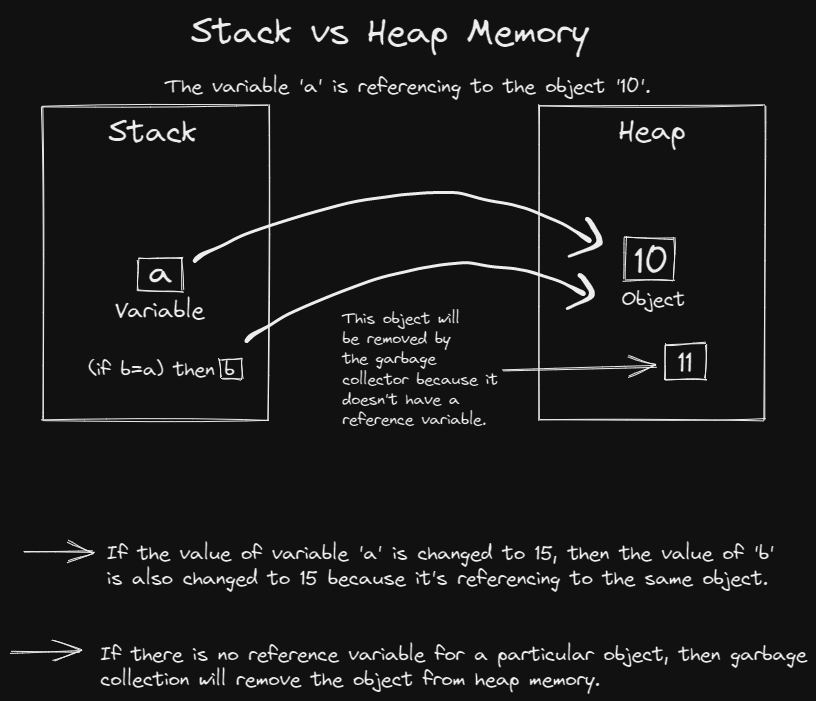 Stack vs Heap Memory
The variable 'a' is referencing to the object '10'.
Stack
Heap
a
Variable
(if b=a) then b
10
Object
This object will
be removed by
the garbage
collector because it
doesn't have a
reference variable.
11
If the value of variable 'a' is changed to 15, then the value of 'b'
is also changed to 15 because it's referencing to the same object.
If there is no reference variable for a particular object, then garbage
collection will remove the object from heap memory.